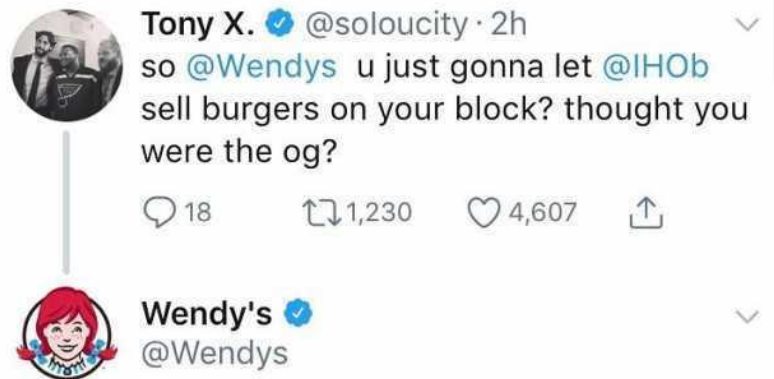 Tony X. @soloucity · 2h
so @Wendys u just gonna let @IHOb
sell burgers on your block? thought you
were the og?
18 1,230 4,607
Wendy's
@Wendys